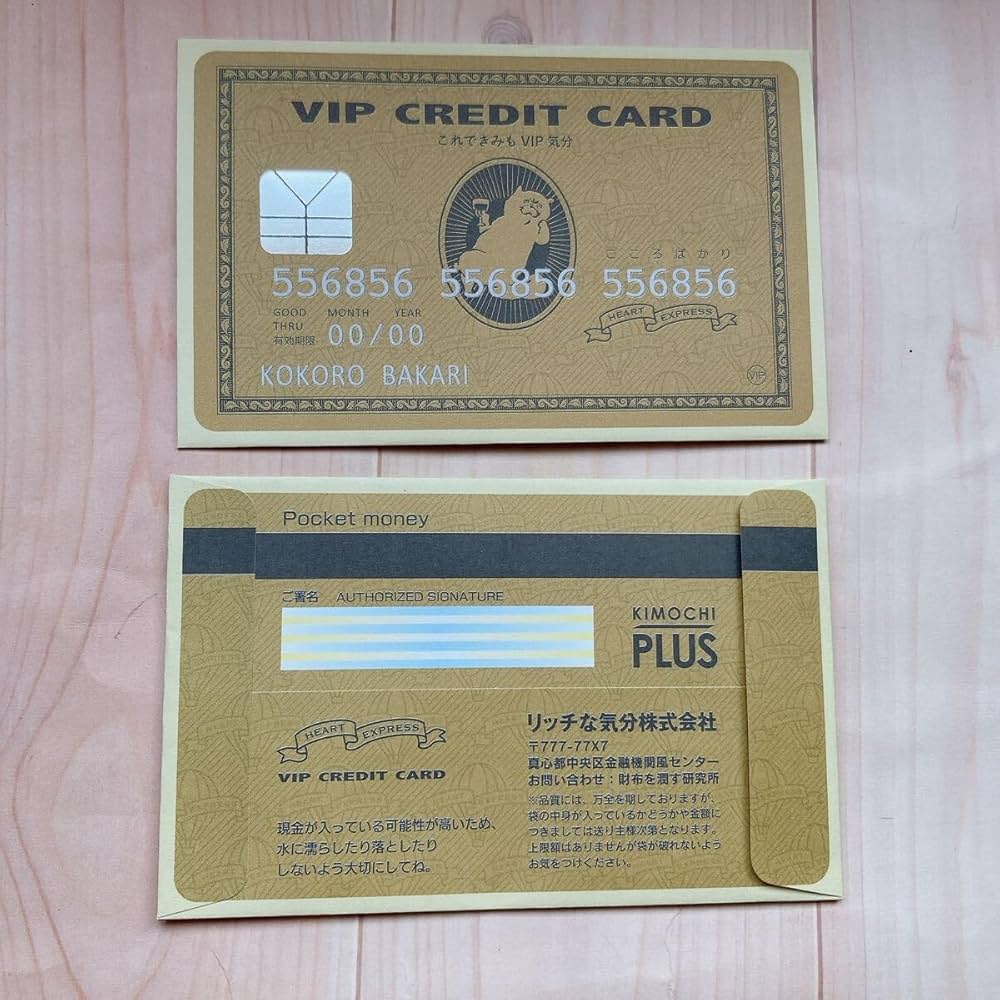 VIP CREDIT CARD
これできみもVIP気分
こころばかり
556856 556856 556856
HEART EXPRESS
GOOD THRU
MONTH YEAR
有効期限
00/00
KOKORO BAKARI
VIP
Pocket money
ご署名 AUTHORIZED SIGNATURE
KIMOCHI
PLUS
HEART EXPRESS
VIP CREDIT CARD
現金が入っている可能性が高いため、
水に濡らしたり落としたり
しないよう大切にしてね。
リッチな気分株式会社
〒777-77X7
真心都中央区金融機関風センター
お問い合わせ：財布を潤す研究所
※品質には、万全を期しておりますが、
袋の中身が入っているかどうかや金額に
つきましては送り主様次第となります。
上限額はありませんが袋が破れないよう
お気をつけください。